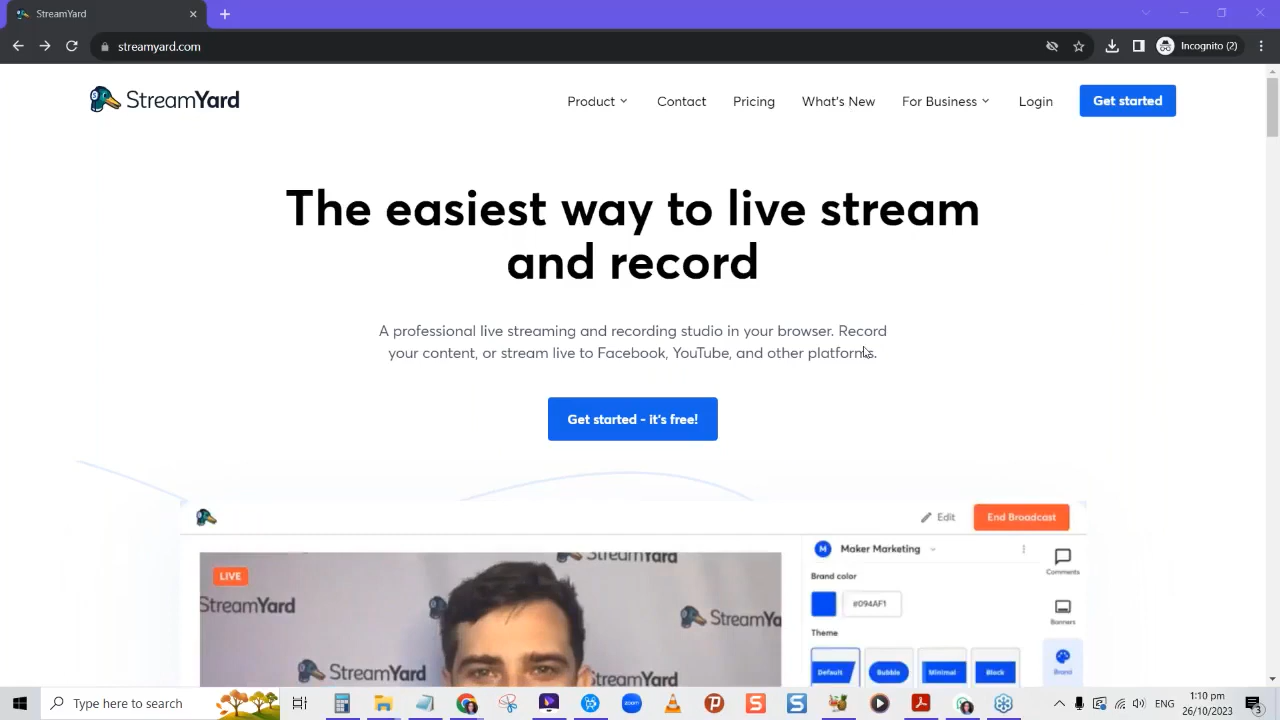 StreamYard
streamyard.com
Incognito (2)
StreamYard
Product
Contact
Pricing
What's New
For Business
Login
Get started
The easiest way to live stream
and record
A professional live streaming and recording studio in your browser. Record
your content, or stream live to Facebook, YouTube, and other platforms.
Get started - it's free!
Edit
End Broadcast
LIVE
StreamYard
StreamYard
StreamYa
StreamYard
StreamYard
M
Maker Marketing
Brand color
#094AF1
Theme
Default
Bubble
Minimal
Block
Comments
Banners
Brand
Type here to search
zoom
1:10 pm
26/10/2023
3